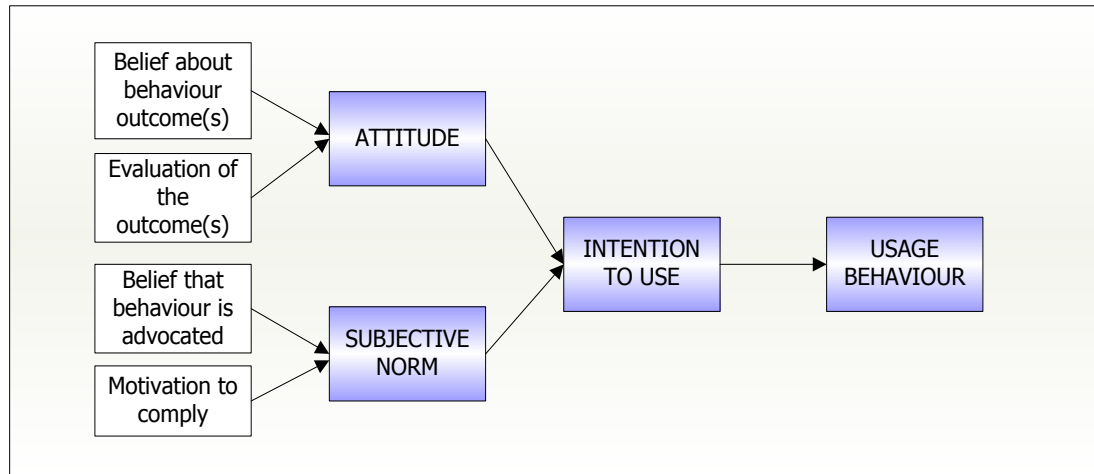 Belief about
behaviour
outcome(s)
ATTITUDE
Evaluation of
the
outcome(s)
INTENTION
TO USE
USAGE
BEHAVIOUR
Belief that
behaviour is
advocated
SUBJECTIVE
NORM
Motivation to
comply